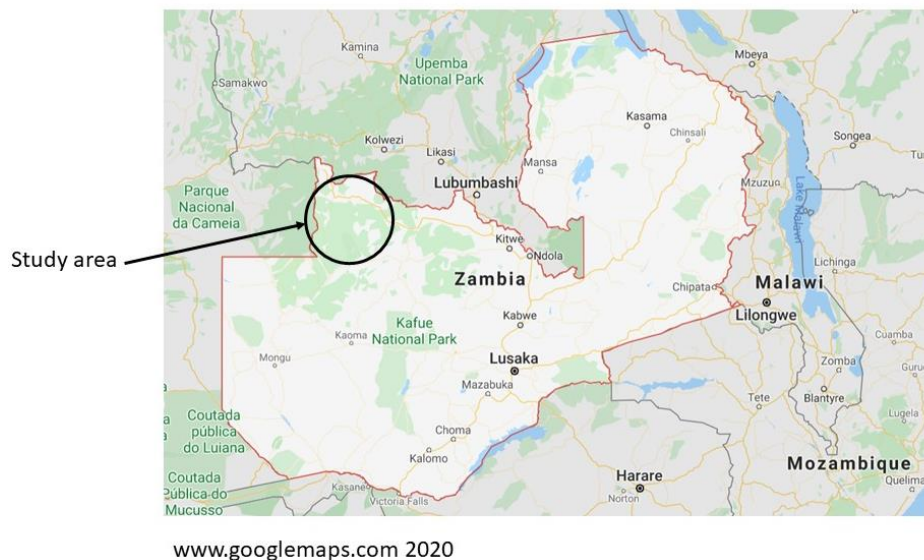 Kamina
Mbeya
Samakwo
Upemba
National Park
Kasama
Chinsali
Songea
Tu
Kolwezi
Likasi
Mansa
Lubumbashi
Mzuzu
Parque
Nacional
da Cameia
Lake Malawi
Study area
Kitwe
Ndola
Lichinga
Zambia
Chipata
Malawi
Lilongwe
Kabwe
Kafue
National Park
Kaoma
Mongu
Cuamba
Lusaka
Zomba
Guru
Mazabuka
Tete
Blantyre
Coutada
pública
do Luiana
Choma
Lugela
Kalomo
Mozambique
Coutada
Pública do
Mucusso
Kasane
Victoria Falls
Harare
Norton
Quelima
www.googlemaps.com 2020